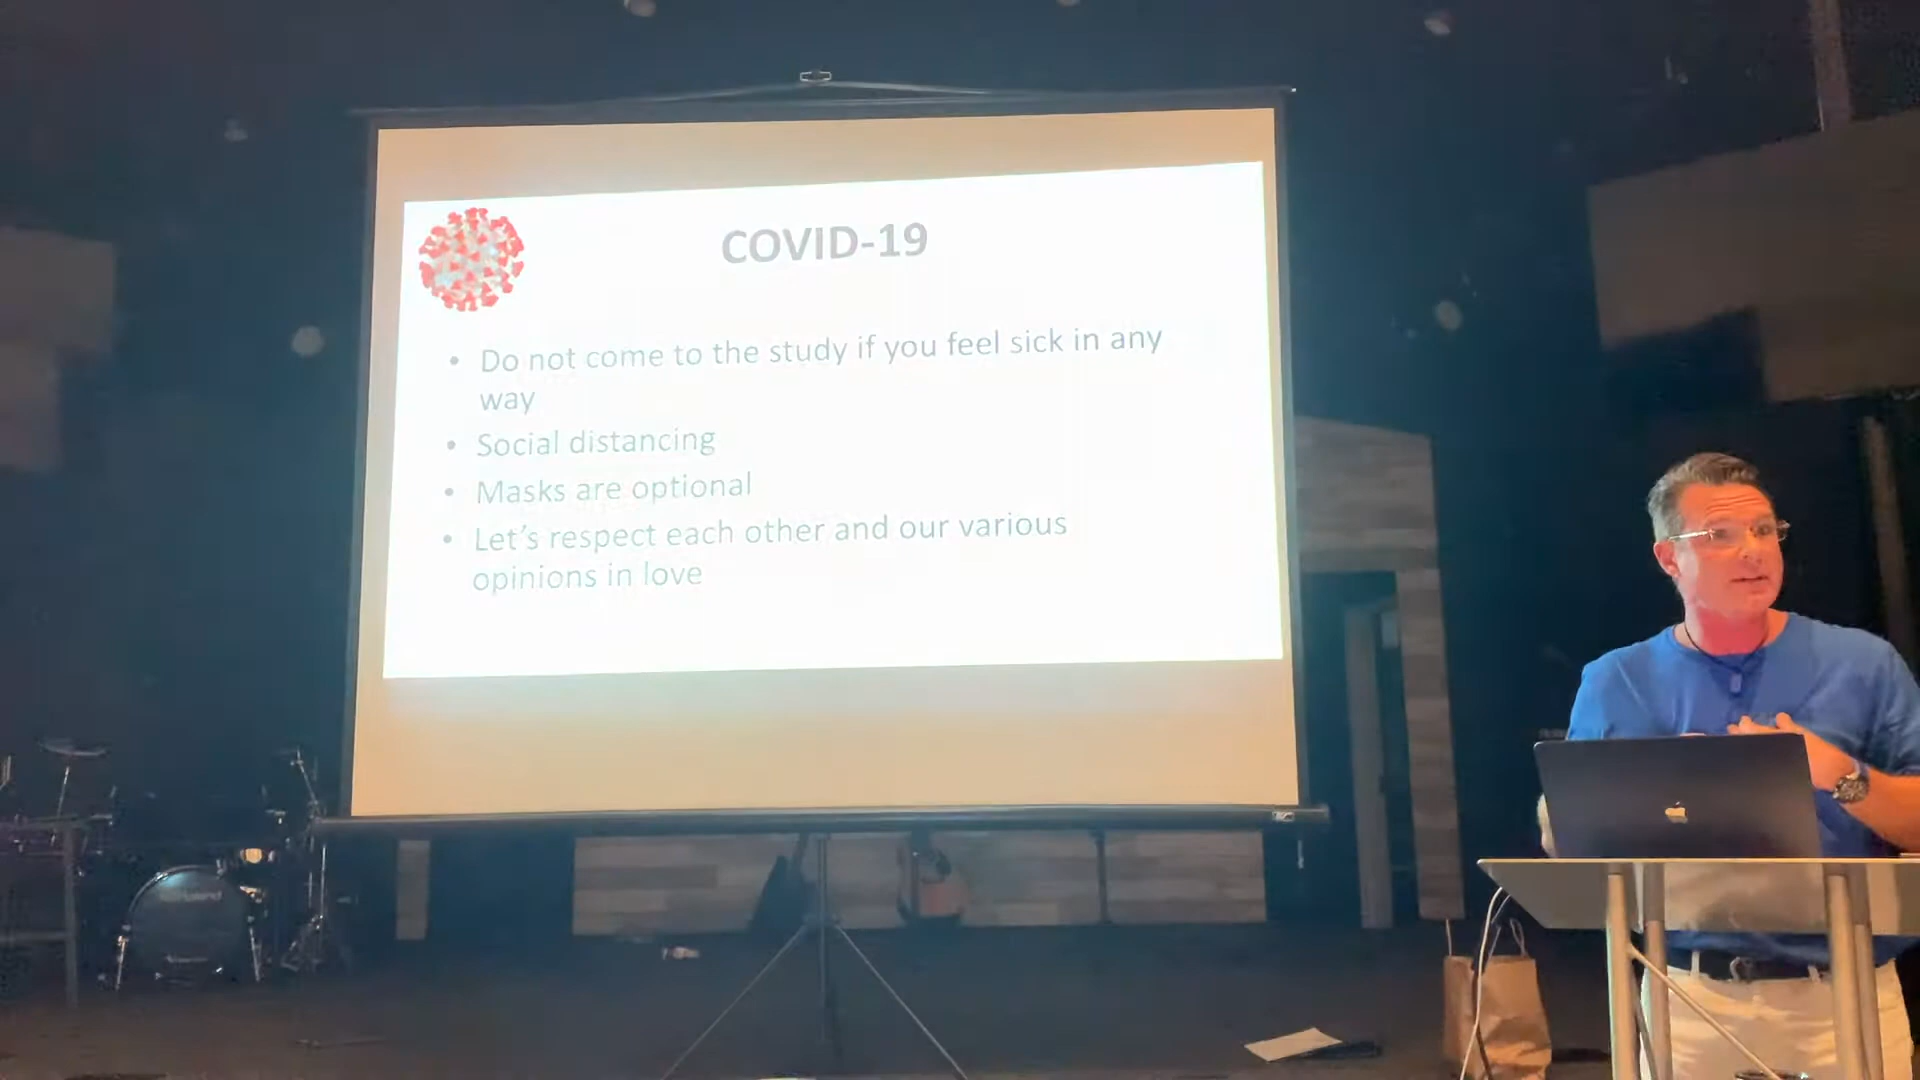 COVID-19
• Do not come to the study if you feel sick in any
way
• Social distancing
• Masks are optional
• Let's respect each other and our various
opinions in love
Roland